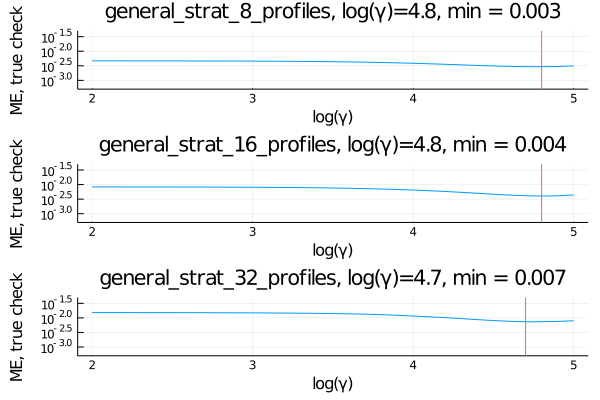 general_strat_8_profiles, log(γ)=4.8, min = 0.003
ME, true check
10^-1.5
10^-2.0
10^-2.5
10^-3.0
2 3 4 5
log(γ)
general_strat_16_profiles, log(γ)=4.8, min = 0.004
ME, true check
10^-1.5
10^-2.0
10^-2.5
10^-3.0
2 3 4 5
log(γ)
general_strat_32_profiles, log(γ)=4.7, min = 0.007
ME, true check
10^-1.5
10^-2.0
10^-2.5
10^-3.0
2 3 4 5
log(γ)